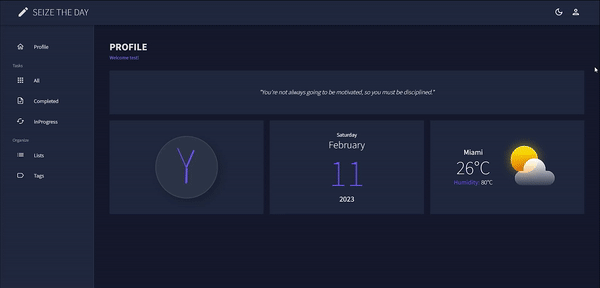 SEIZE THE DAY
Profile
Tasks
All
Completed
InProgress
Organise
Lists
Tags
PROFILE
Welcome test!
"You're not always going to be motivated, so you must be disciplined."
Saturday
February
11
2023
Miami
26°C
Humidity: 80°C